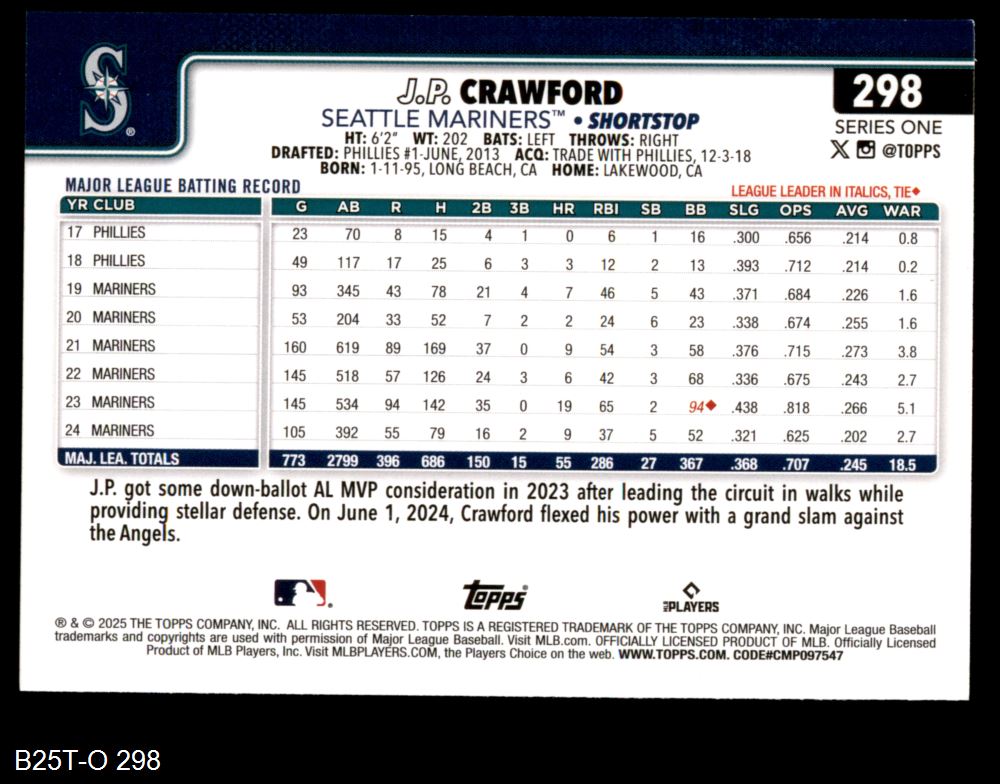 S ®
J.P. CRAWFORD
298
SEATTLE MARINERS™ • SHORTSTOP
SERIES ONE
HT: 6'2" WT: 202 BATS: LEFT THROWS: RIGHT
@TOPPS
DRAFTED: PHILLIES #1-JUNE, 2013 ACQ: TRADE WITH PHILLIES, 12-3-18
BORN: 1-11-95, LONG BEACH, CA HOME: LAKEWOOD, CA
MAJOR LEAGUE BATTING RECORD
LEAGUE LEADER IN ITALICS, TIE◆
YR CLUB G AB R H 2B 3B HR RBI SB BB SLG OPS AVG WAR
17 PHILLIES 23 70 8 15 4 1 0 6 1 16 .300 .656 .214 0.8
18 PHILLIES 49 117 17 25 6 3 3 12 2 13 .393 .712 .214 0.2
19 MARINERS 93 345 43 78 21 4 7 46 5 43 .371 .684 .226 1.6
20 MARINERS 53 204 33 52 7 2 2 24 6 23 .338 .674 .255 1.6
21 MARINERS 160 619 89 169 37 0 9 54 3 58 .376 .715 .273 3.8
22 MARINERS 145 518 57 126 24 3 6 42 3 68 .336 .675 .243 2.7
23 MARINERS 145 534 94 142 35 0 19 65 2 94◆ .438 .818 .266 5.1
24 MARINERS 105 392 55 79 16 2 9 37 5 52 .321 .625 .202 2.7
MAJ. LEA. TOTALS 773 2799 396 686 150 15 55 286 27 367 .368 .707 .245 18.5
J.P. got some down-ballot AL MVP consideration in 2023 after leading the circuit in walks while
providing stellar defense. On June 1, 2024, Crawford flexed his power with a grand slam against
the Angels.
Topps
MLB PLAYERS
® & © 2025 THE TOPPS COMPANY, INC. ALL RIGHTS RESERVED. TOPPS IS A REGISTERED TRADEMARK OF THE TOPPS COMPANY, INC. Major League Baseball
trademarks and copyrights are used with permission of Major League Baseball. Visit MLB.com. OFFICIALLY LICENSED PRODUCT OF MLB. Officially Licensed
Product of MLB Players, Inc. Visit MLBPLAYERS.COM, the Players Choice on the web. WWW.TOPPS.COM. CODE#CMP097547
B25T-O 298